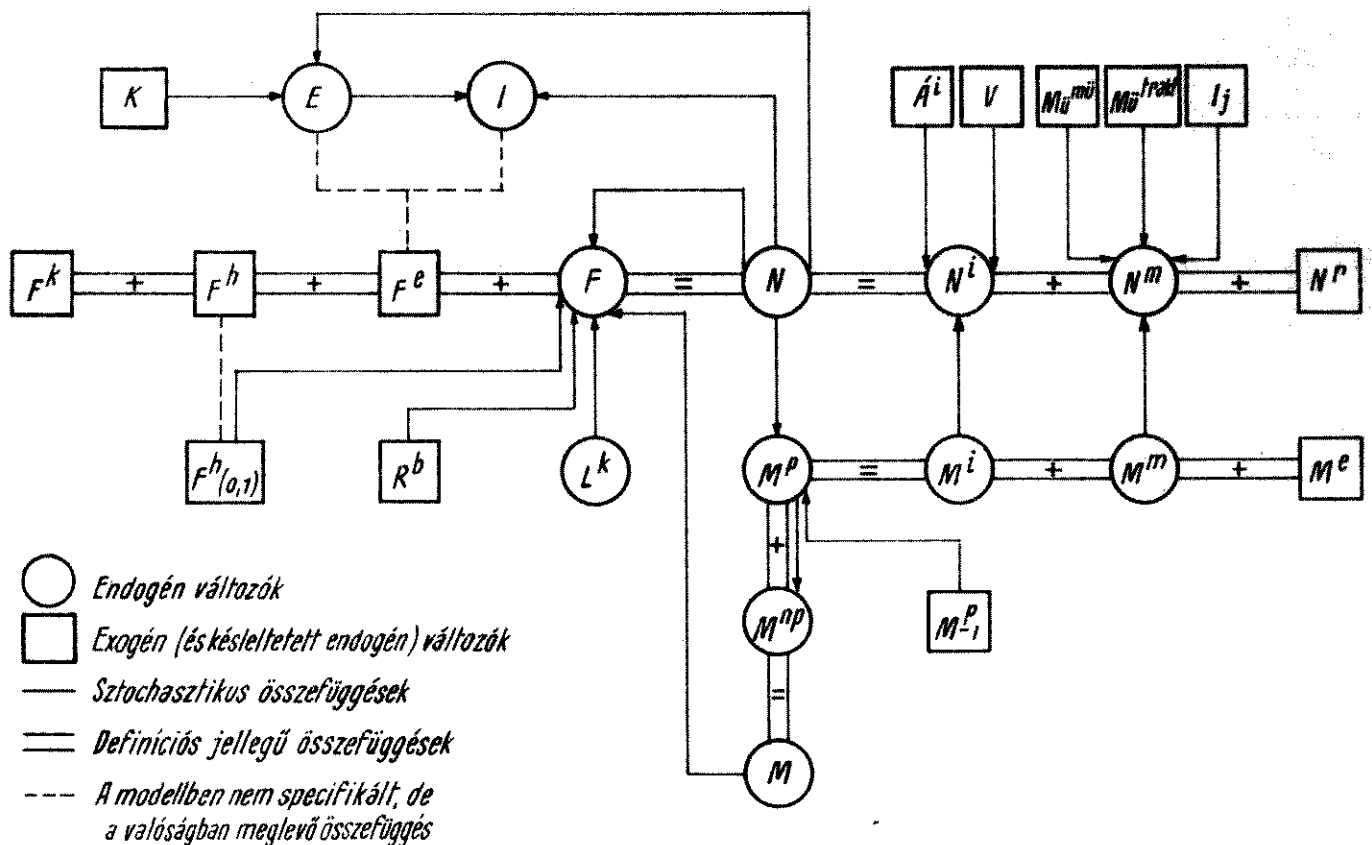 K E I Á^i V Mü^mű Mü^trakt I_j
F^k + F^h + F^e + F = N = N^i + N^m + N^r
F^h_(0,1) R^b L^k M^p = M^i + M^m + M^e
+
M^np M^p_-1
=
M
Endogén változók
Exogén (és késleltetett endogén) változók
Sztochasztikus összefüggések
Definíciós jellegű összefüggések
A modellben nem specifikált, de
a valóságban meglevő összefüggés